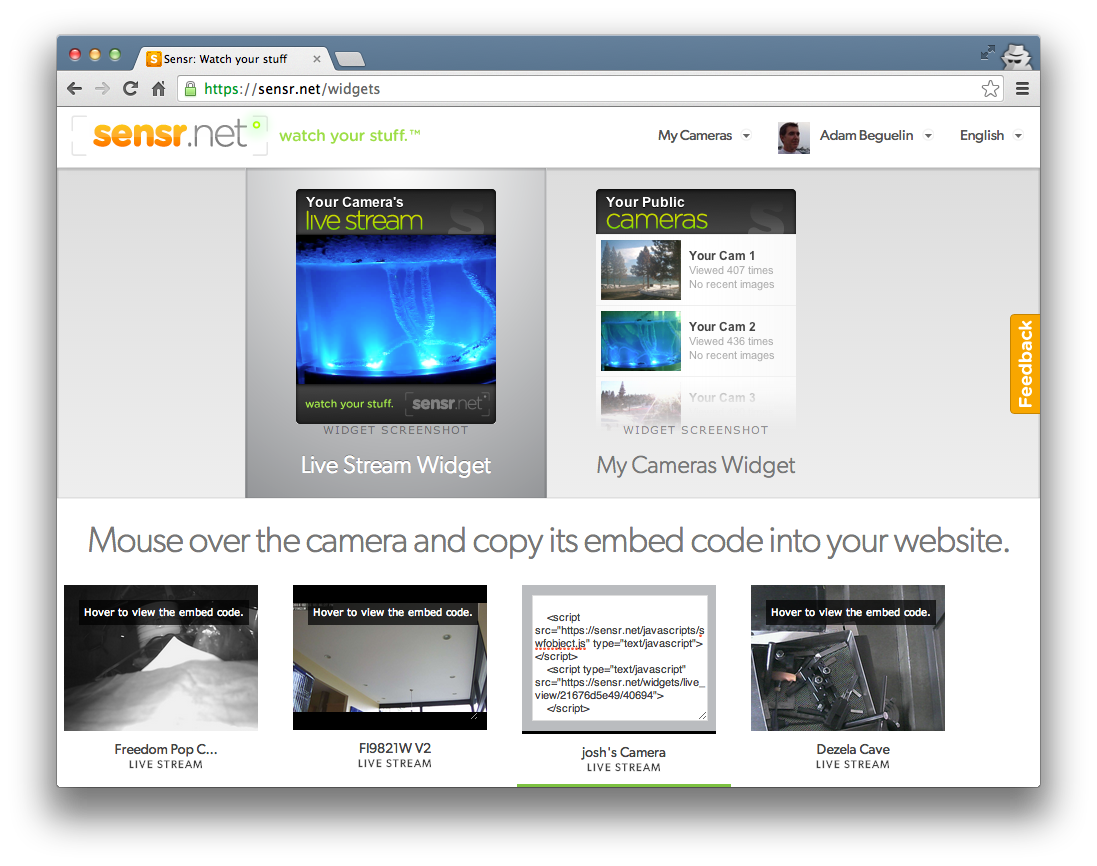 Sensr: Watch your stuff
https://sensr.net/widgets
sensr.net
watch your stuff.™
My Cameras
Adam Beguelin
English
Your Camera's
live stream
watch your stuff.
sensr.net
WIDGET SCREENSHOT
Live Stream Widget
Your Public
cameras
Your Cam 1
Viewed 407 times
No recent images
Your Cam 2
Viewed 436 times
No recent images
Your Cam 3
WIDGET SCREENSHOT
My Cameras Widget
Feedback
Mouse over the camera and copy its embed code into your website.
Hover to view the embed code.
Freedom Pop C...
LIVE STREAM
Hover to view the embed code.
FI9821W V2
LIVE STREAM
<script
src="https://sensr.net/javascripts/s
wfobject.js" type="text/javascript">
</script>
<script type="text/javascript"
src="https://sensr.net/widgets/live_
view/21676d5e49/40694">
</script>
josh's Camera
LIVE STREAM
Hover to view the embed code.
Dezela Cave
LIVE STREAM